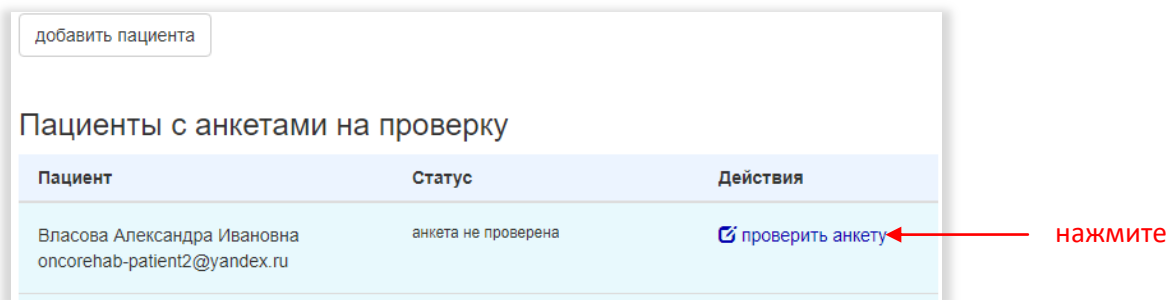 добавить пациента
Пациенты с анкетами на проверку
Пациент Статус Действия
Власова Александра Ивановна анкета не проверена проверить анкету нажмите
oncorehab-patient2@yandex.ru